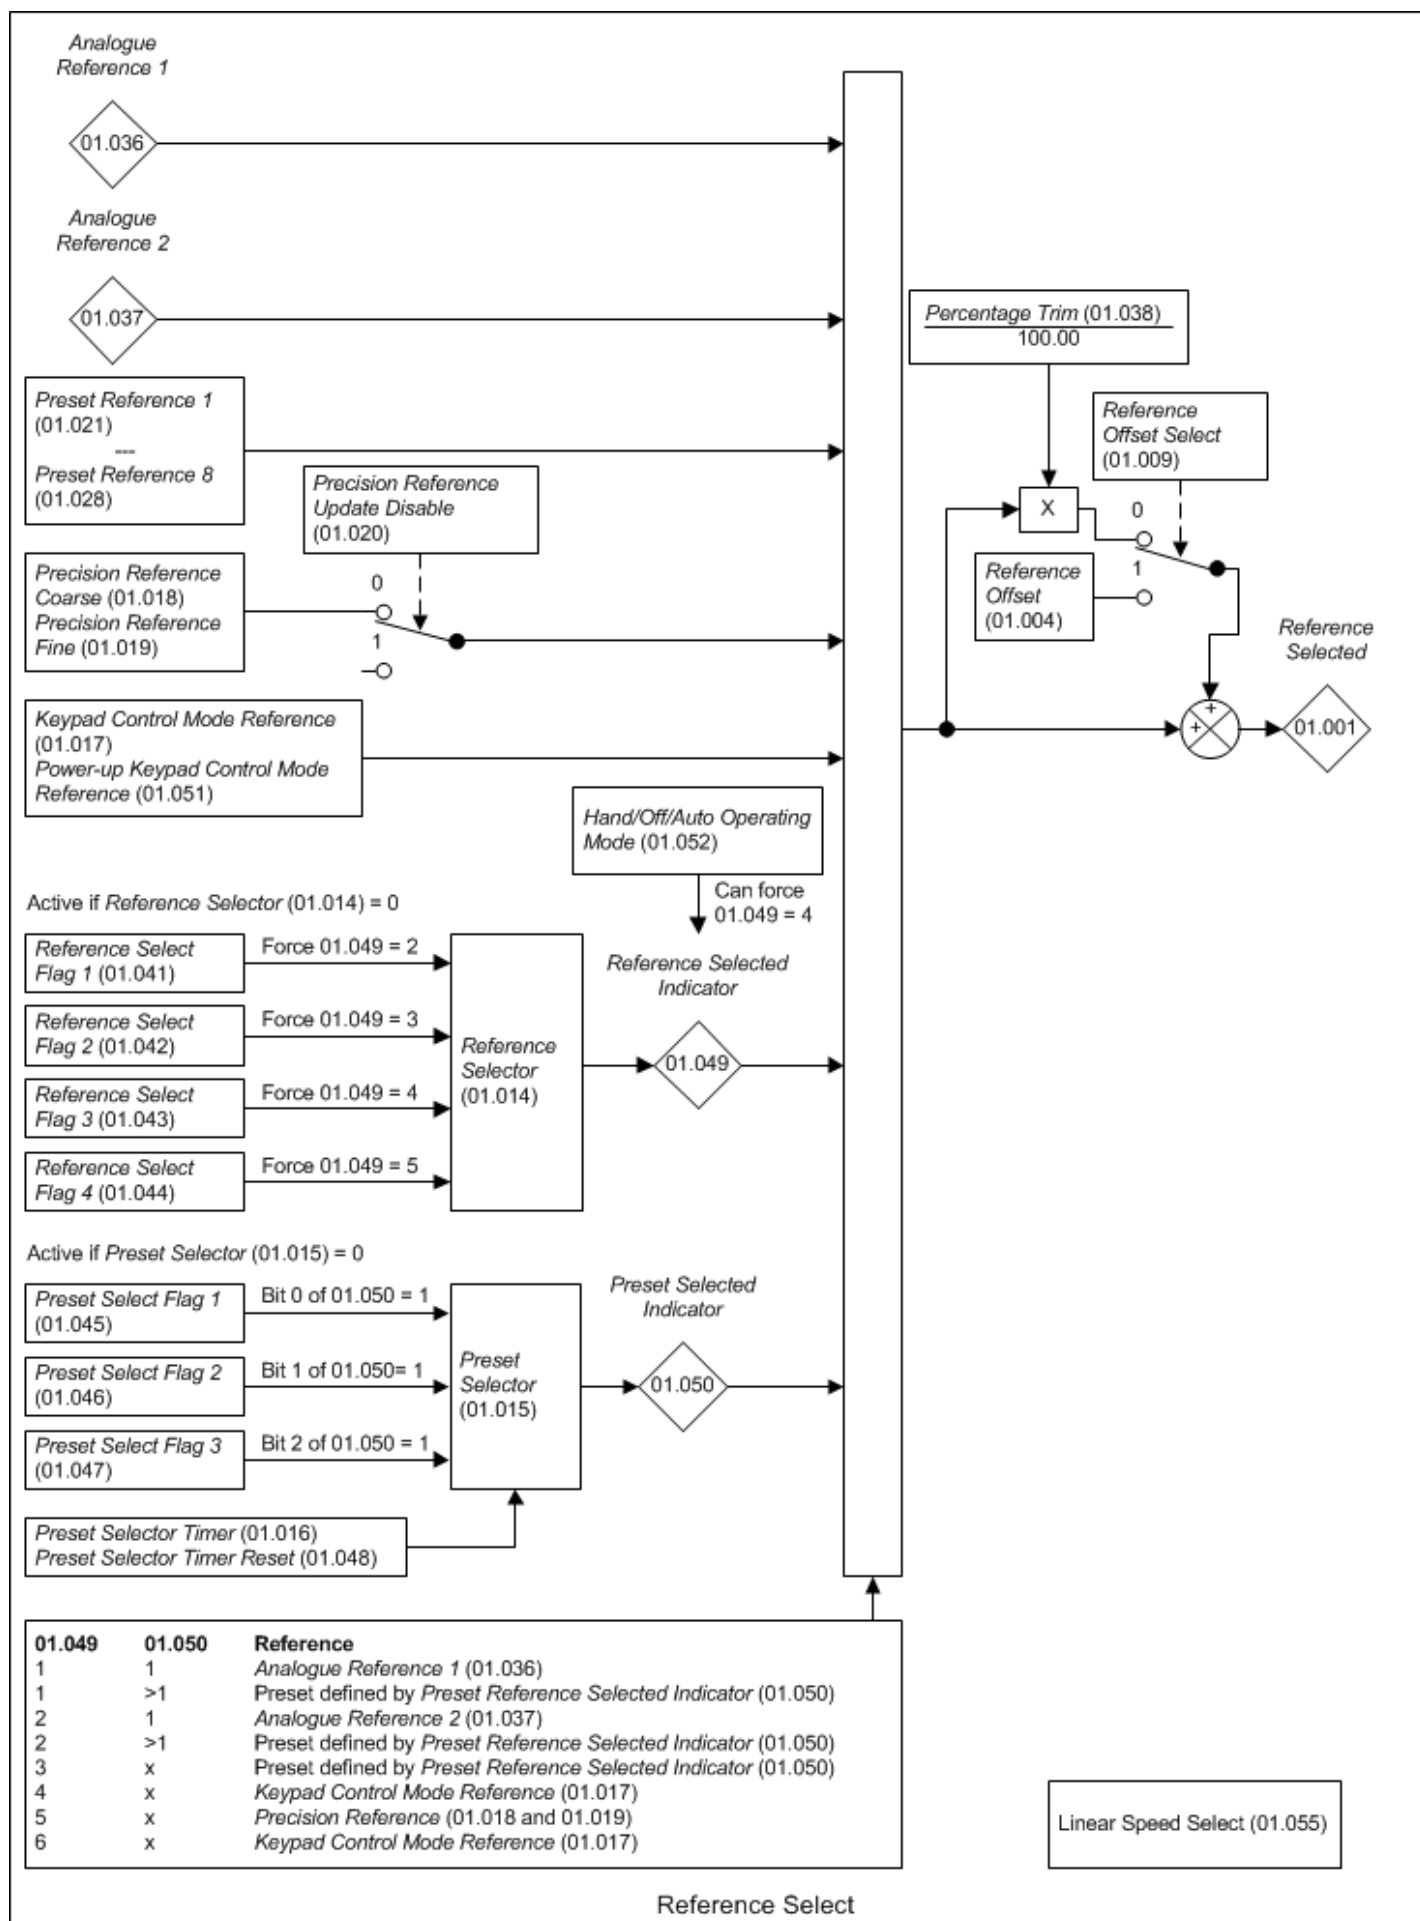 Analogue
Reference 1
01.036
Analogue
Reference 2
01.037
Percentage Trim (01.038)
100.00
Preset Reference 1
(01.021)
---
Preset Reference 8
(01.028)
Reference
Offset Select
(01.009)
Precision Reference
Update Disable
(01.020)
X
0
1
Reference
Offset
(01.004)
Precision Reference
Coarse (01.018)
Precision Reference
Fine (01.019)
0
1
Reference
Selected
+
+
01.001
Keypad Control Mode Reference
(01.017)
Power-up Keypad Control Mode
Reference (01.051)
Hand/Off/Auto Operating
Mode (01.052)
Can force
01.049 = 4
Active if Reference Selector (01.014) = 0
Reference Select
Flag 1 (01.041)
Force 01.049 = 2
Reference Select
Flag 2 (01.042)
Force 01.049 = 3
Reference Select
Flag 3 (01.043)
Force 01.049 = 4
Reference Select
Flag 4 (01.044)
Force 01.049 = 5
Reference
Selector
(01.014)
Reference Selected
Indicator
01.049
Active if Preset Selector (01.015) = 0
Preset Select Flag 1
(01.045)
Bit 0 of 01.050 = 1
Preset Select Flag 2
(01.046)
Bit 1 of 01.050= 1
Preset Select Flag 3
(01.047)
Bit 2 of 01.050 = 1
Preset
Selector
(01.015)
Preset Selected
Indicator
01.050
Preset Selector Timer (01.016)
Preset Selector Timer Reset (01.048)
01.049 01.050 Reference
1 1 Analogue Reference 1 (01.036)
1 >1 Preset defined by Preset Reference Selected Indicator (01.050)
2 1 Analogue Reference 2 (01.037)
2 >1 Preset defined by Preset Reference Selected Indicator (01.050)
3 x Preset defined by Preset Reference Selected Indicator (01.050)
4 x Keypad Control Mode Reference (01.017)
5 x Precision Reference (01.018 and 01.019)
6 x Keypad Control Mode Reference (01.017)
Linear Speed Select (01.055)
Reference Select